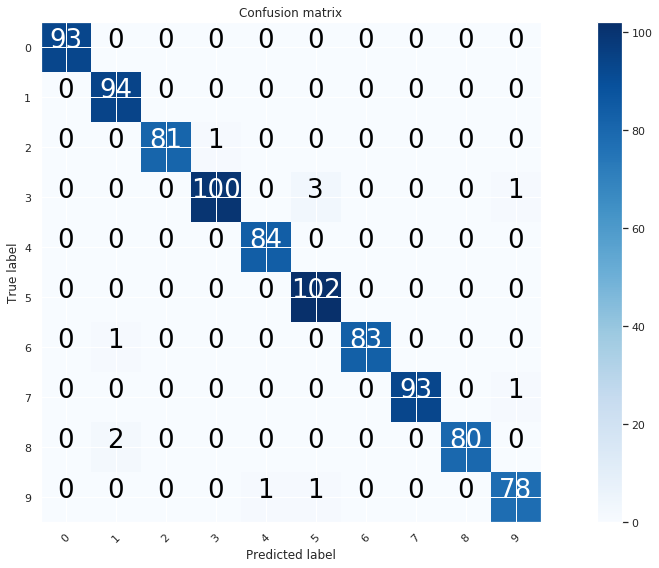 Confusion matrix
0 93 0 0 0 0 0 0 0 0 0
1 0 94 0 0 0 0 0 0 0 0
2 0 0 81 1 0 0 0 0 0 0
3 0 0 0 100 0 3 0 0 0 1
4 0 0 0 0 84 0 0 0 0 0
5 0 0 0 0 0 102 0 0 0 0
6 0 1 0 0 0 0 83 0 0 0
7 0 0 0 0 0 0 0 93 0 1
8 0 2 0 0 0 0 0 0 80 0
9 0 0 0 0 1 1 0 0 0 78
0 1 2 3 4 5 6 7 8 9
True label
Predicted label
100
80
60
40
20
0